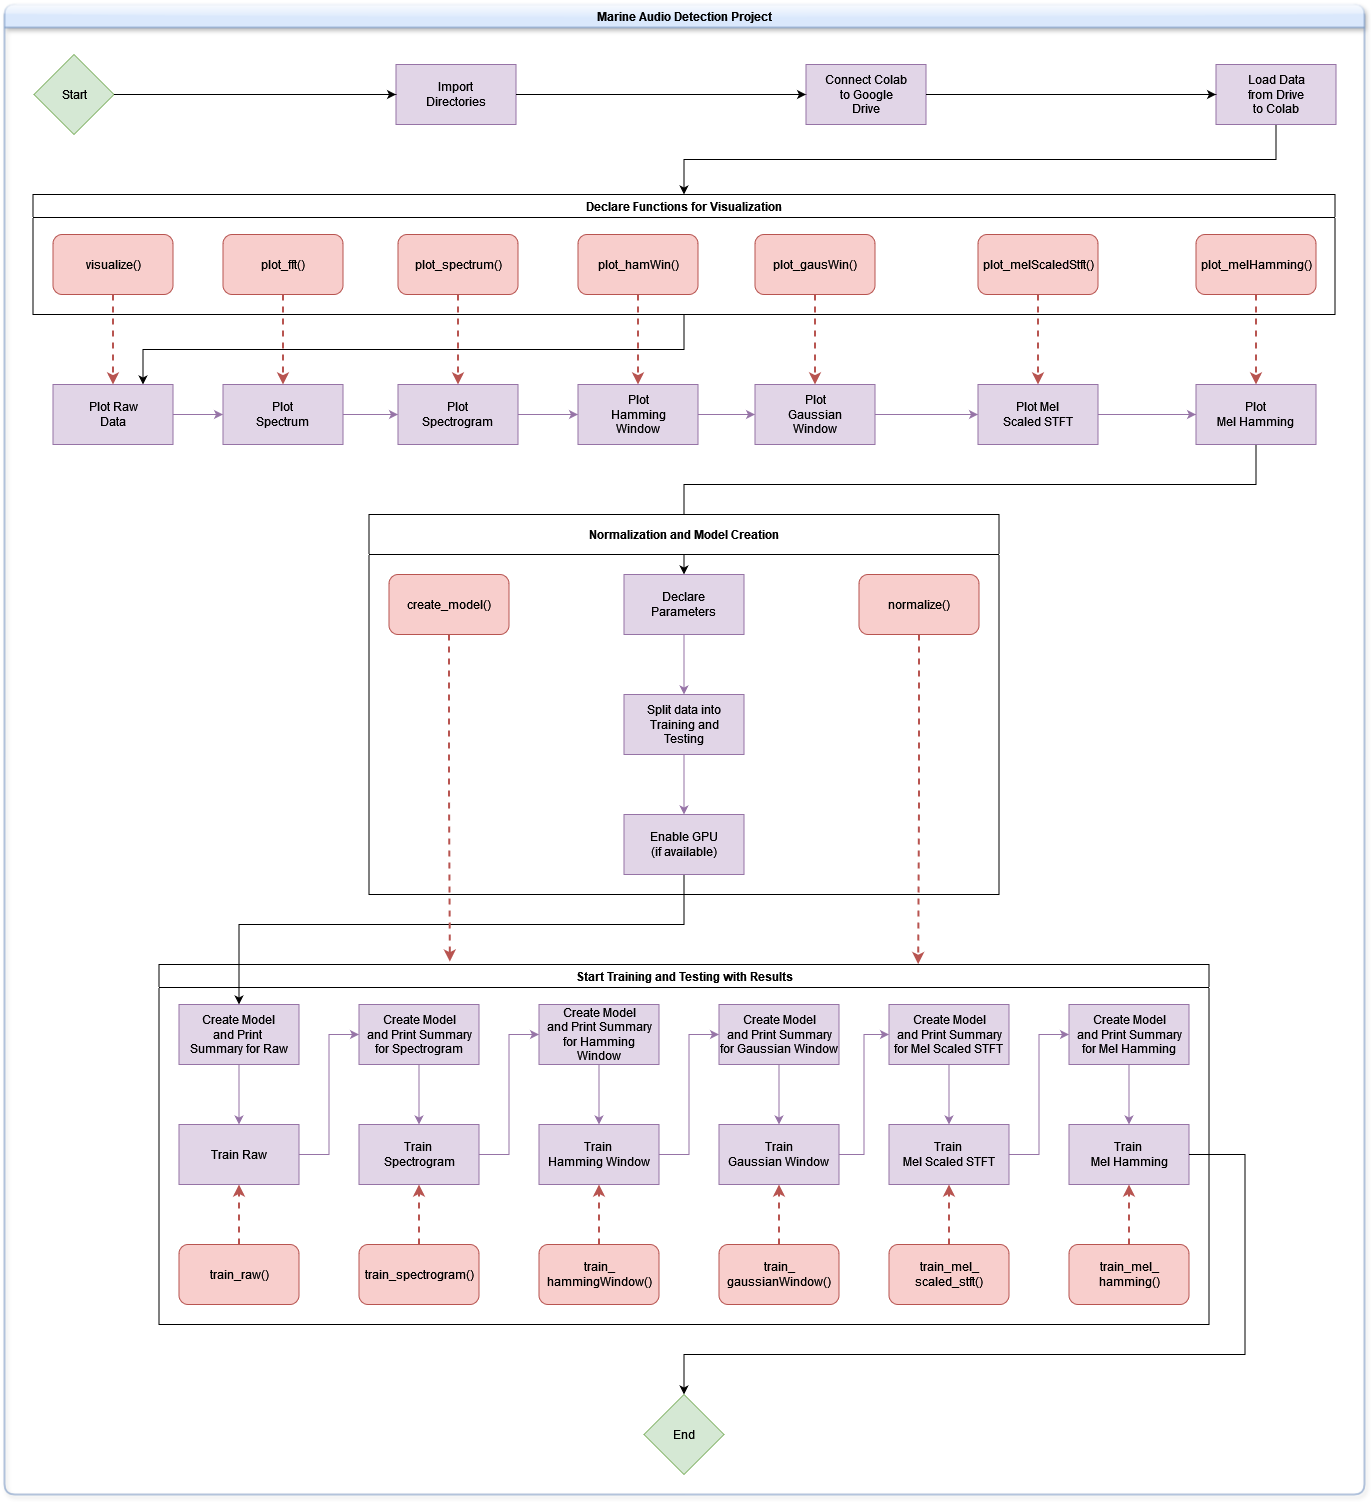 Marine Audio Detection Project
Start
Import
Directories
Connect Colab
to Google
Drive
Load Data
from Drive
to Colab
Declare Functions for Visualization
visualize()
plot_fft()
plot_spectrum()
plot_hamWin()
plot_gausWin()
plot_melScaledStft()
plot_melHamming()
Plot Raw
Data
Plot
Spectrum
Plot
Spectrogram
Plot
Hamming
Window
Plot
Gaussian
Window
Plot Mel
Scaled STFT
Plot
Mel Hamming
Normalization and Model Creation
create_model()
Declare
Parameters
normalize()
Split data into
Training and
Testing
Enable GPU
(if available)
Start Training and Testing with Results
Create Model
and Print
Summary for Raw
Create Model
and Print Summary
for Spectrogram
Create Model
and Print Summary
for Hamming
Window
Create Model
and Print Summary
for Gaussian Window
Create Model
and Print Summary
for Mel Scaled STFT
Create Model
and Print Summary
for Mel Hamming
Train Raw
Train
Spectrogram
Train
Hamming Window
Train
Gaussian Window
Train
Mel Scaled STFT
Train
Mel Hamming
train_raw()
train_spectrogram()
train_
hammingWindow()
train_
gaussianWindow()
train_mel_
scaled_stft()
train_mel_
hamming()
End